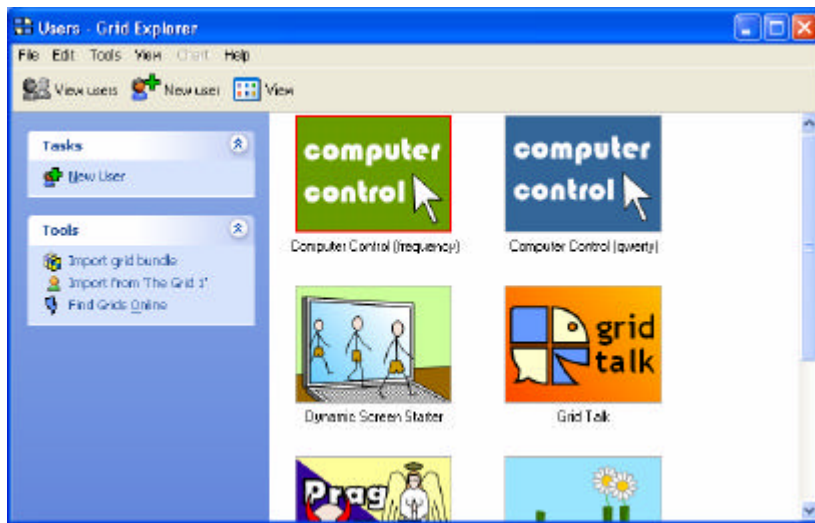 Users - Grid Explorer
File Edit Tools View Chart Help
View users New user View
Tasks
New User
Tools
Import grid bundle
Import from 'The Grid 1'
Find Grids Online
computer
control
Computer Control (frequency)
computer
control
Computer Control (qwerty)
Dynamic Screen Starter
grid
talk
Grid Talk
Prag